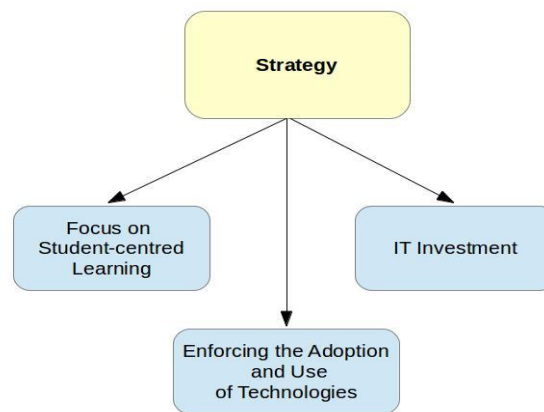 Strategy
Focus on
Student-centred
Learning
IT Investment
Enforcing the Adoption
and Use
of Technologies